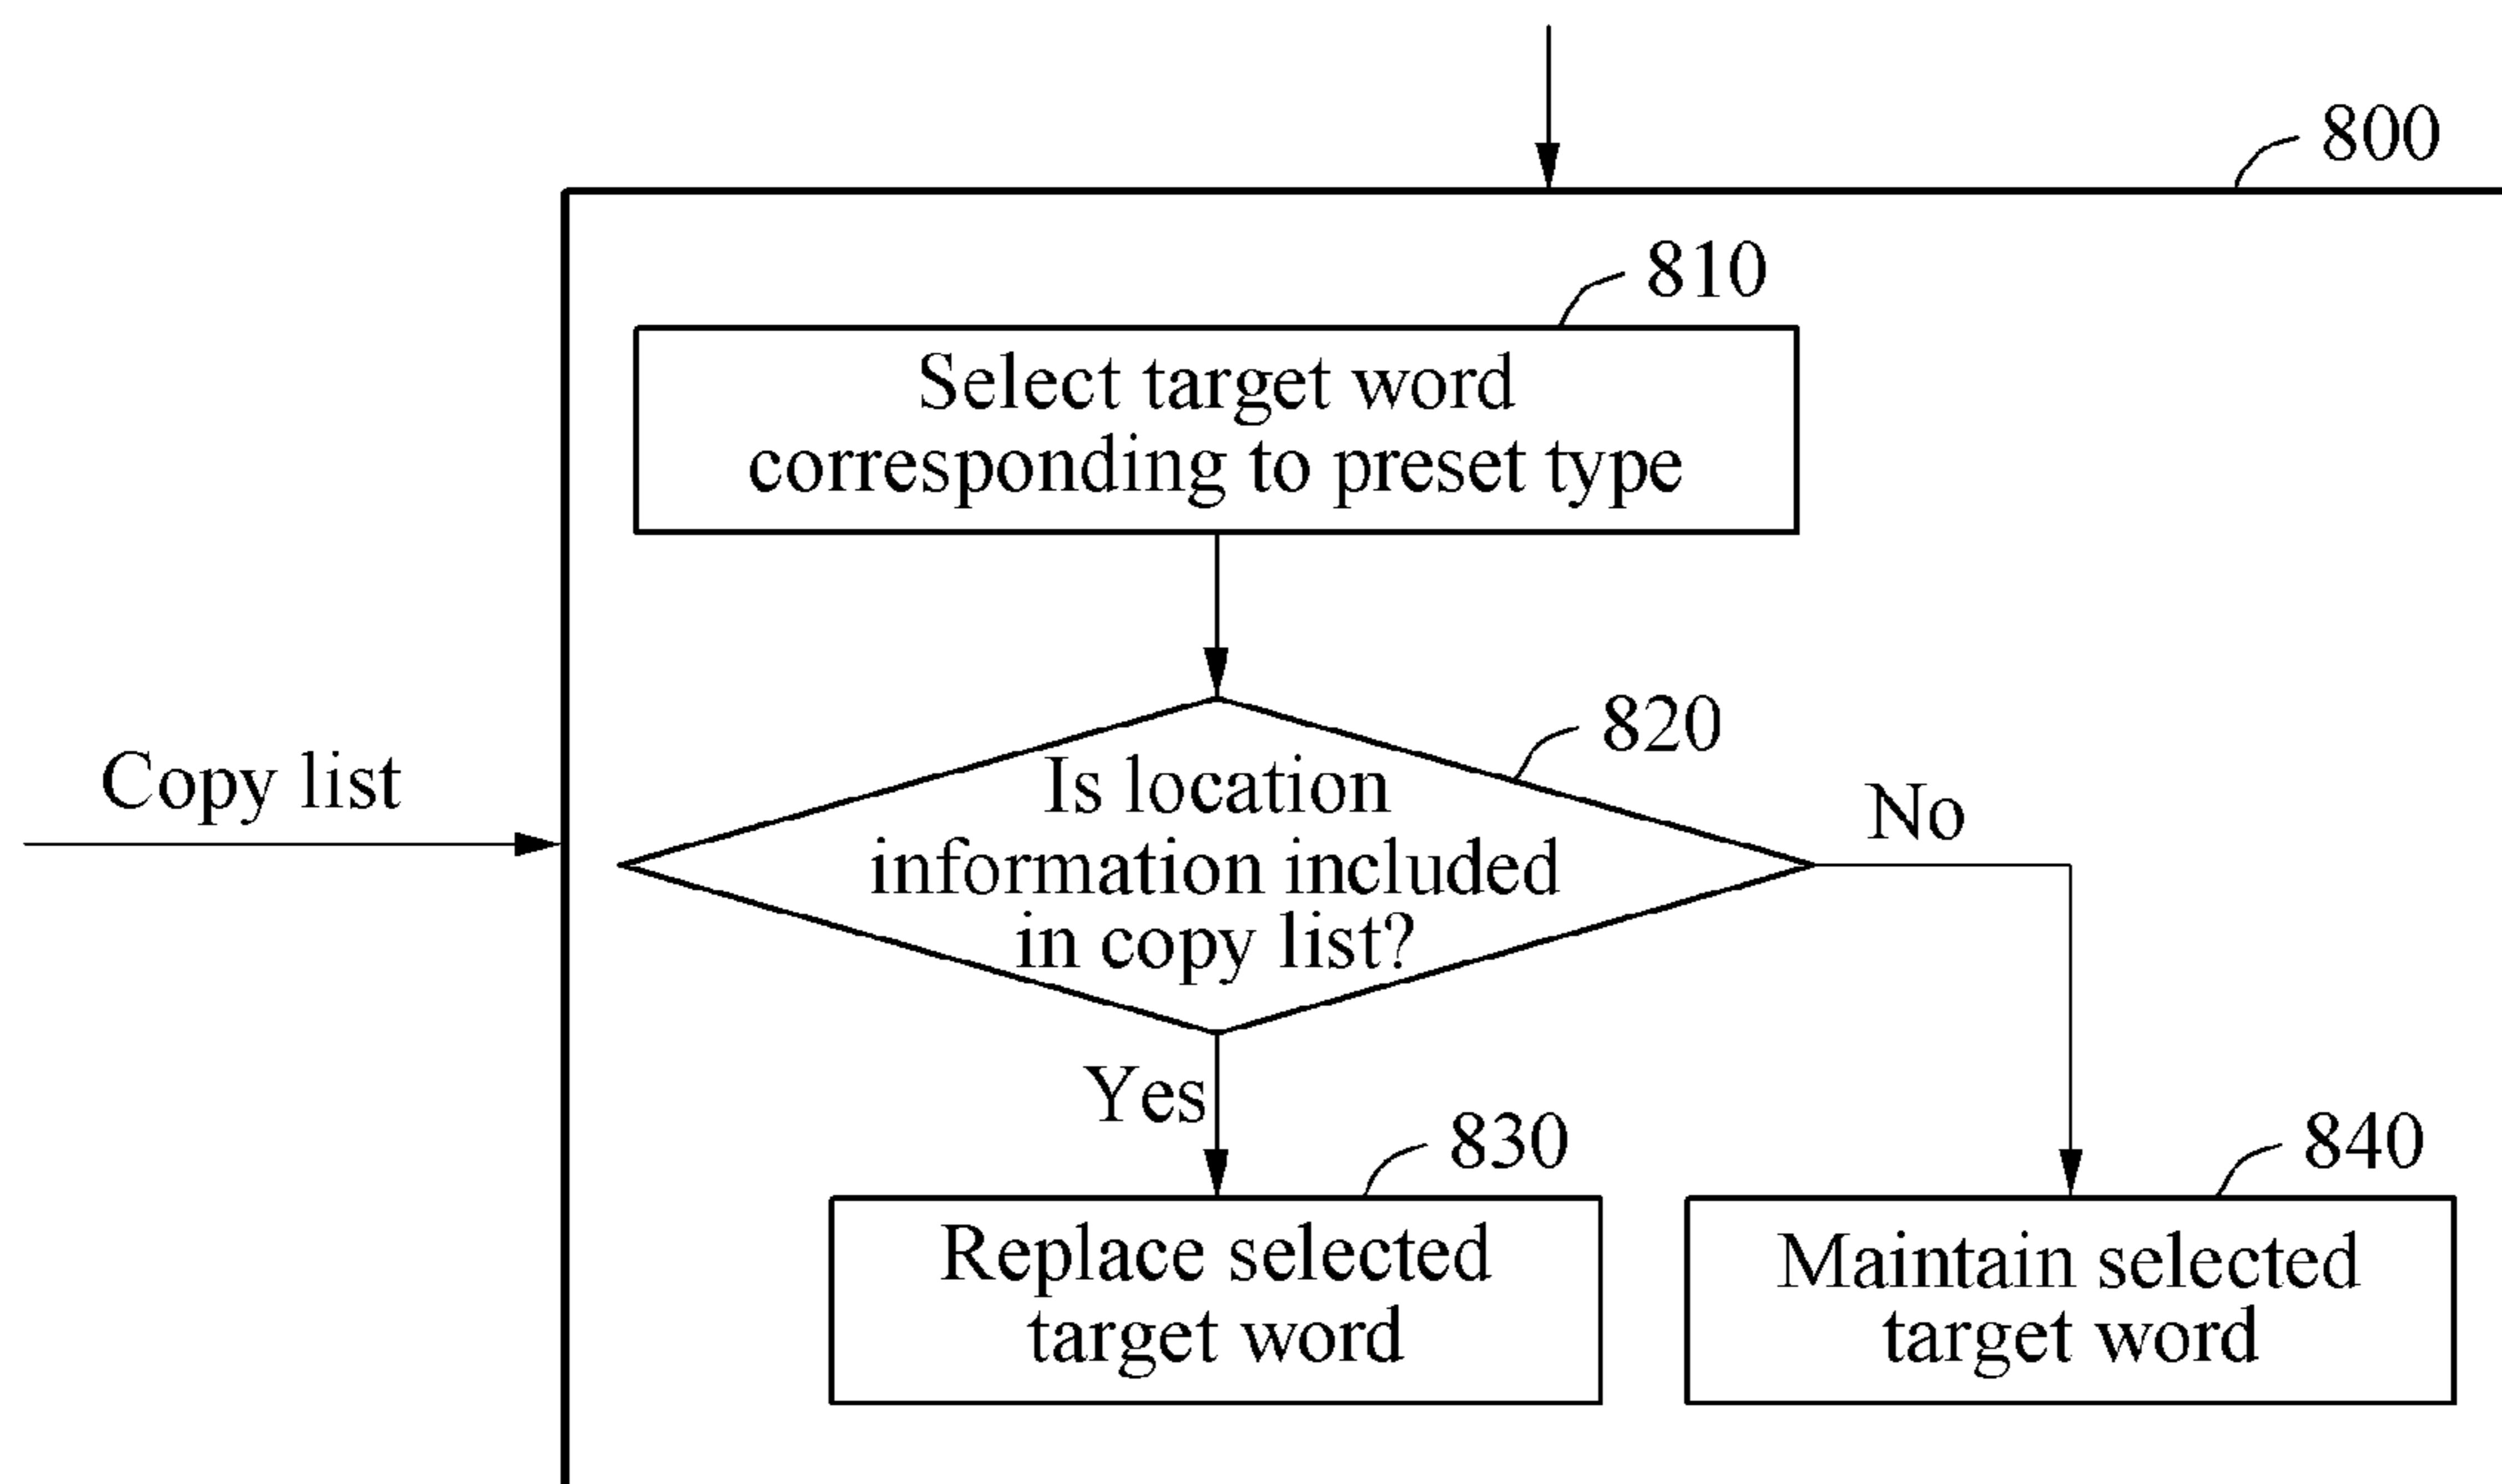 800
810
Select target word
corresponding to preset type
820
Copy list
Is location
information included
in copy list?
No
Yes
830
840
Replace selected
target word
Maintain selected
target word